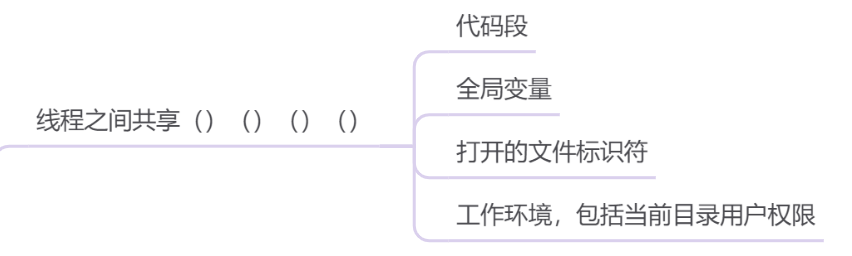 代码段
全局变量
线程之间共享（）（）（）（）
打开的文件标识符
工作环境，包括当前目录用户权限